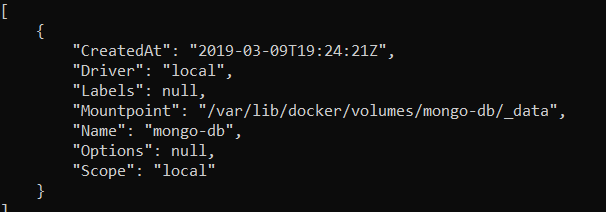 [
    {
        "CreatedAt": "2019-03-09T19:24:21Z",
        "Driver": "local",
        "Labels": null,
        "Mountpoint": "/var/lib/docker/volumes/mongo-db/_data",
        "Name": "mongo-db",
        "Options": null,
        "Scope": "local"
    }
]